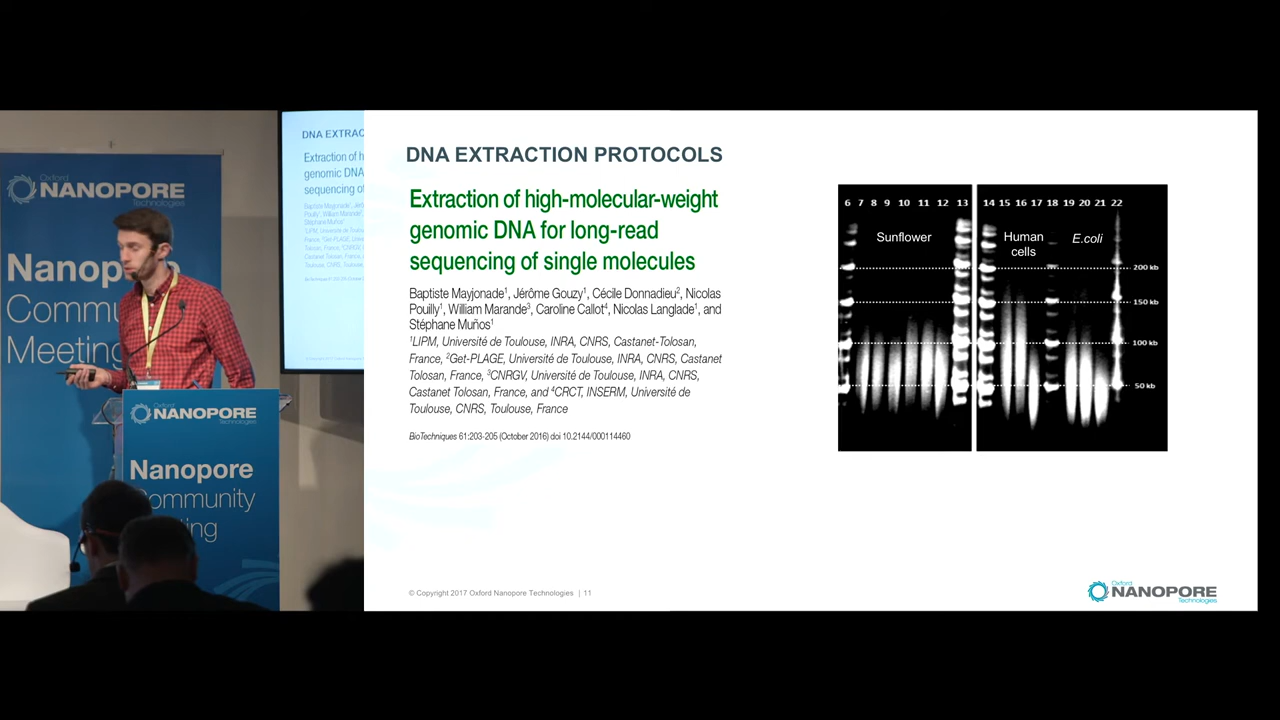 Oxford
NANOPORE
Technologies
Nanop
Commu
Meeting
DNA EXTRAC
Extraction of h
genomic DNA
sequencing of
NANOPORE
Technologies
Nanopore
Community
ting
DNA EXTRACTION PROTOCOLS
Extraction of high-molecular-weight
genomic DNA for long-read
sequencing of single molecules
Baptiste Mayjonade¹, Jérôme Gouzy¹, Cécile Donnadieu², Nicolas
Pouilly¹, William Marande³, Caroline Callot⁴, Nicolas Langlade¹, and
Stéphane Muños¹
¹LIPM, Université de Toulouse, INRA, CNRS, Castanet-Tolosan,
France, ²Get-PLAGE, Université de Toulouse, INRA, CNRS, Castanet
Tolosan, France, ³CNRGV, Université de Toulouse, INRA, CNRS,
Castanet Tolosan, France, and ⁴CRCT, INSERM, Université de
Toulouse, CNRS, Toulouse, France
BioTechniques 61:203-205 (October 2016) doi 10.2144/000114460
6 7 8 9 10 11 12 13 14 15 16 17 18 19 20 21 22
Sunflower
Human
cells
E.coli
200 kb
150 kb
100 kb
50 kb
© Copyright 2017 Oxford Nanopore Technologies | 11
Oxford
NANOPORE
Technologies